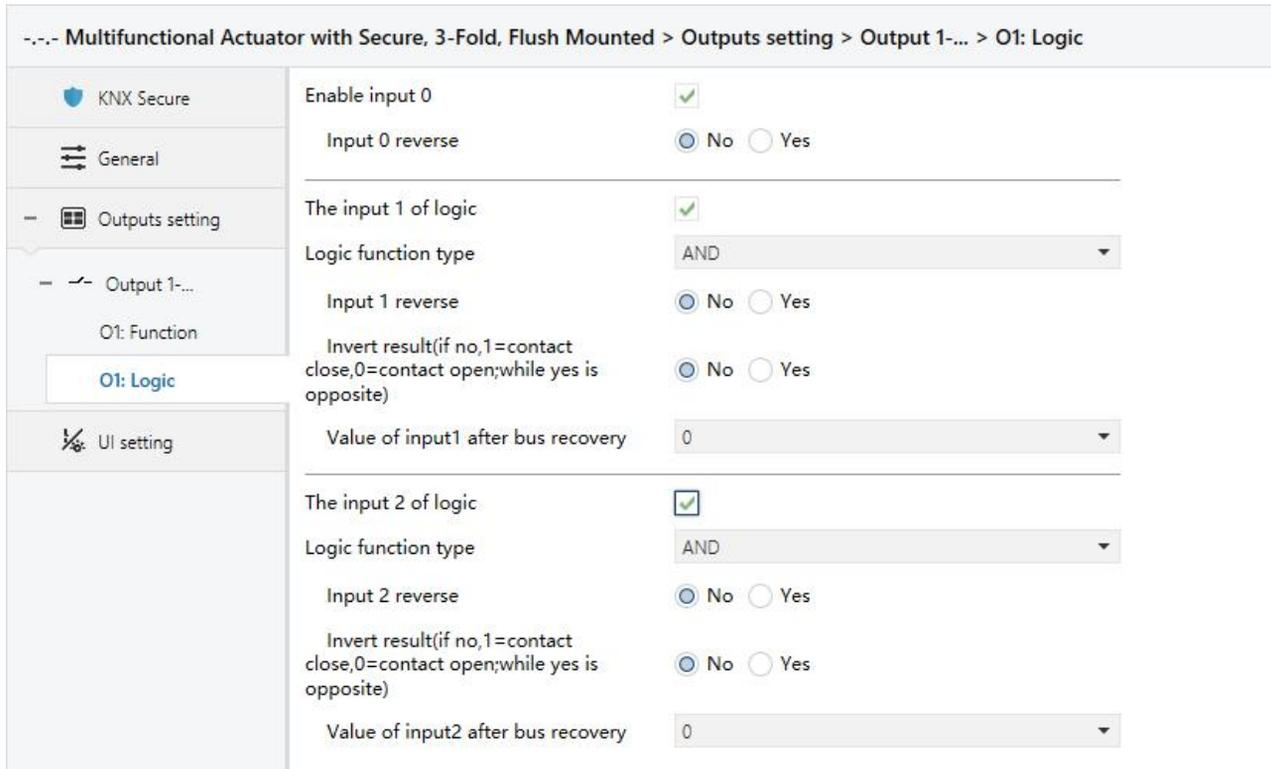 -.-.- Multifunctional Actuator with Secure, 3-Fold, Flush Mounted > Outputs setting > Output 1-... > O1: Logic
KNX Secure
General
Outputs setting
Output 1-...
O1: Function
O1: Logic
UI setting
Enable input 0
Input 0 reverse No Yes
The input 1 of logic
Logic function type AND
Input 1 reverse No Yes
Invert result(if no,1=contact
close,0=contact open;while yes is No Yes
opposite)
Value of input1 after bus recovery 0
The input 2 of logic
Logic function type AND
Input 2 reverse No Yes
Invert result(if no,1=contact
close,0=contact open;while yes is No Yes
opposite)
Value of input2 after bus recovery 0